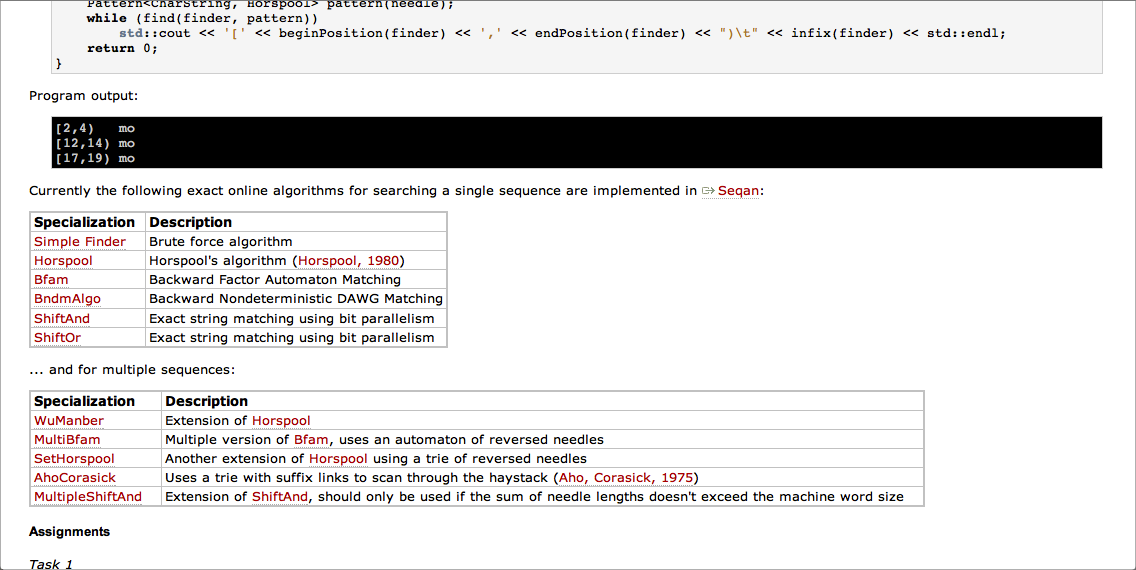 Pattern<CharString, Horspool> pattern(needle);
while (find(finder, pattern))
std::cout << '[' << beginPosition(finder) << ',' << endPosition(finder) << ")\t" << infix(finder) << std::endl;
return 0;
}
Program output:
[2,4) mo
[12,14) mo
[17,19) mo
Currently the following exact online algorithms for searching a single sequence are implemented in Seqan:
Specialization Description
Simple Finder Brute force algorithm
Horspool Horspool's algorithm (Horspool, 1980)
Bfam Backward Factor Automaton Matching
BndmAlgo Backward Nondeterministic DAWG Matching
ShiftAnd Exact string matching using bit parallelism
ShiftOr Exact string matching using bit parallelism
... and for multiple sequences:
Specialization Description
WuManber Extension of Horspool
MultiBfam Multiple version of Bfam, uses an automaton of reversed needles
SetHorspool Another extension of Horspool using a trie of reversed needles
AhoCorasick Uses a trie with suffix links to scan through the haystack (Aho, Corasick, 1975)
MultipleShiftAnd Extension of ShiftAnd, should only be used if the sum of needle lengths doesn't exceed the machine word size
Assignments
Task 1